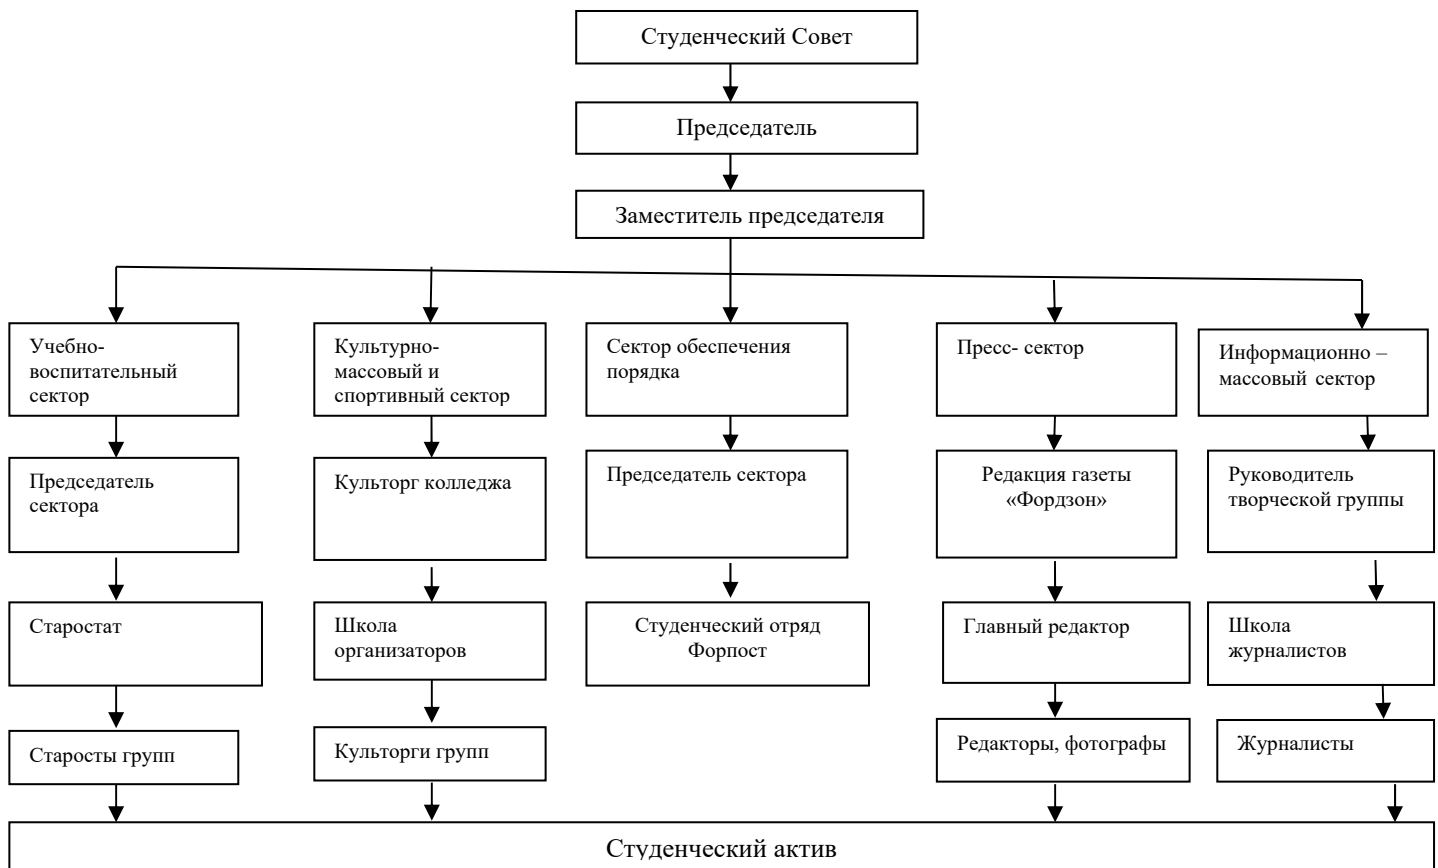 Студенческий Совет
Председатель
Заместитель председателя
Учебно-
воспитательный
сектор
Культурно-
массовый и
спортивный сектор
Сектор обеспечения
порядка
Пресс- сектор
Информационно –
массовый сектор
Председатель
сектора
Культорг колледжа
Председатель сектора
Редакция газеты
«Фордзон»
Руководитель
творческой группы
Старостат
Школа
организаторов
Студенческий отряд
Форпост
Главный редактор
Школа
журналистов
Старосты групп
Культорги групп
Редакторы, фотографы
Журналисты
Студенческий актив